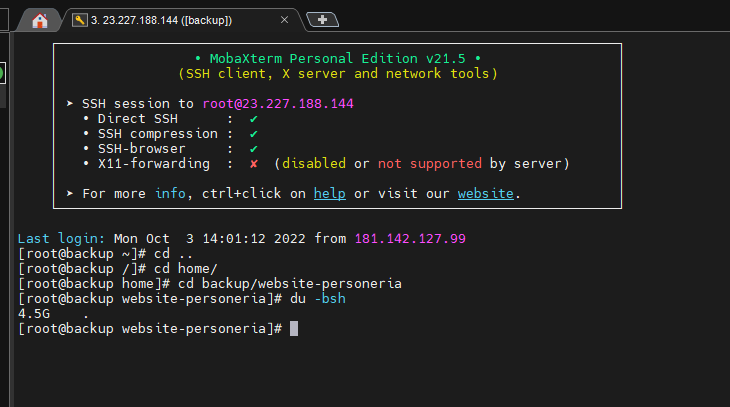 3. 23.227.188.144 ([backup])
• MobaXterm Personal Edition v21.5 •
(SSH client, X server and network tools)
➤ SSH session to root@23.227.188.144
• Direct SSH : ✔
• SSH compression : ✔
• SSH-browser : ✔
• X11-forwarding : ✘ (disabled or not supported by server)
➤ For more info, ctrl+click on help or visit our website.
Last login: Mon Oct  3 14:01:12 2022 from 181.142.127.99
[root@backup ~]# cd ..
[root@backup /]# cd home/
[root@backup home]# cd backup/website-personeria
[root@backup website-personeria]# du -bsh
4.5G    .
[root@backup website-personeria]#